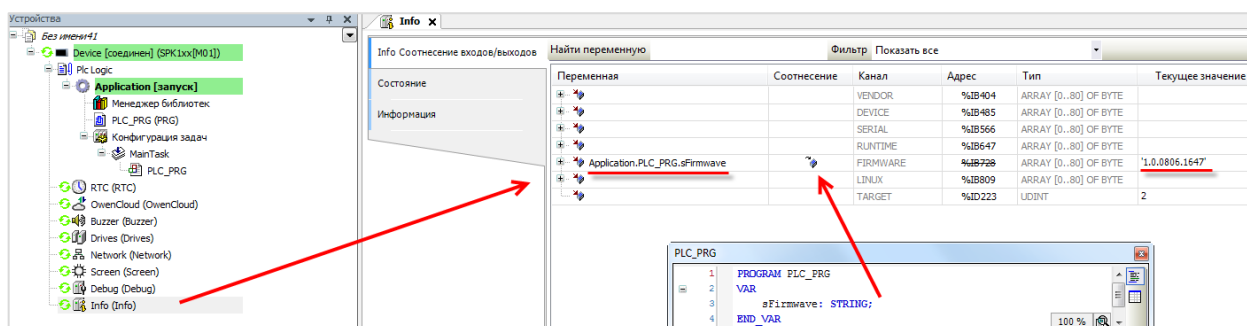 Устройства
Без имени41
Device [соединен] (SPK1xx[M01])
Plc Logic
Application [запуск]
Менеджер библиотек
PLC_PRG (PRG)
Конфигурация задач
MainTask
PLC_PRG
RTC (RTC)
OwenCloud (OwenCloud)
Buzzer (Buzzer)
Drives (Drives)
Network (Network)
Screen (Screen)
Debug (Debug)
Info (Info)
Info
Info Соотнесение входов/выходов
Состояние
Информация
Найти переменную Фильтр Показать все
Переменная Соотнесение Канал Адрес Тип Текущее значение
VENDOR %IB404 ARRAY [0..80] OF BYTE
DEVICE %IB485 ARRAY [0..80] OF BYTE
SERIAL %IB566 ARRAY [0..80] OF BYTE
RUNTIME %IB647 ARRAY [0..80] OF BYTE
Application.PLC_PRG.sFirmwave FIRMWARE %IB728 ARRAY [0..80] OF BYTE '1.0.0806.1647'
LINUX %IB809 ARRAY [0..80] OF BYTE
TARGET %ID223 UDINT 2
PLC_PRG
1 PROGRAM PLC_PRG
2 VAR
3 sFirmwave: STRING;
4 END_VAR
100 %